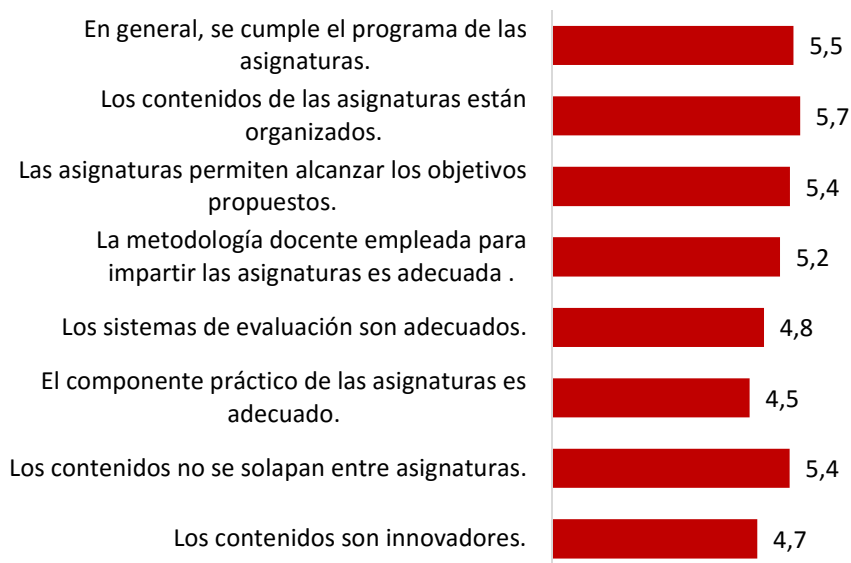 En general, se cumple el programa de las
asignaturas.
5,5
Los contenidos de las asignaturas están
organizados.
5,7
Las asignaturas permiten alcanzar los objetivos
propuestos.
5,4
La metodología docente empleada para
impartir las asignaturas es adecuada .
5,2
Los sistemas de evaluación son adecuados.
4,8
El componente práctico de las asignaturas es
adecuado.
4,5
Los contenidos no se solapan entre asignaturas.
5,4
Los contenidos son innovadores.
4,7